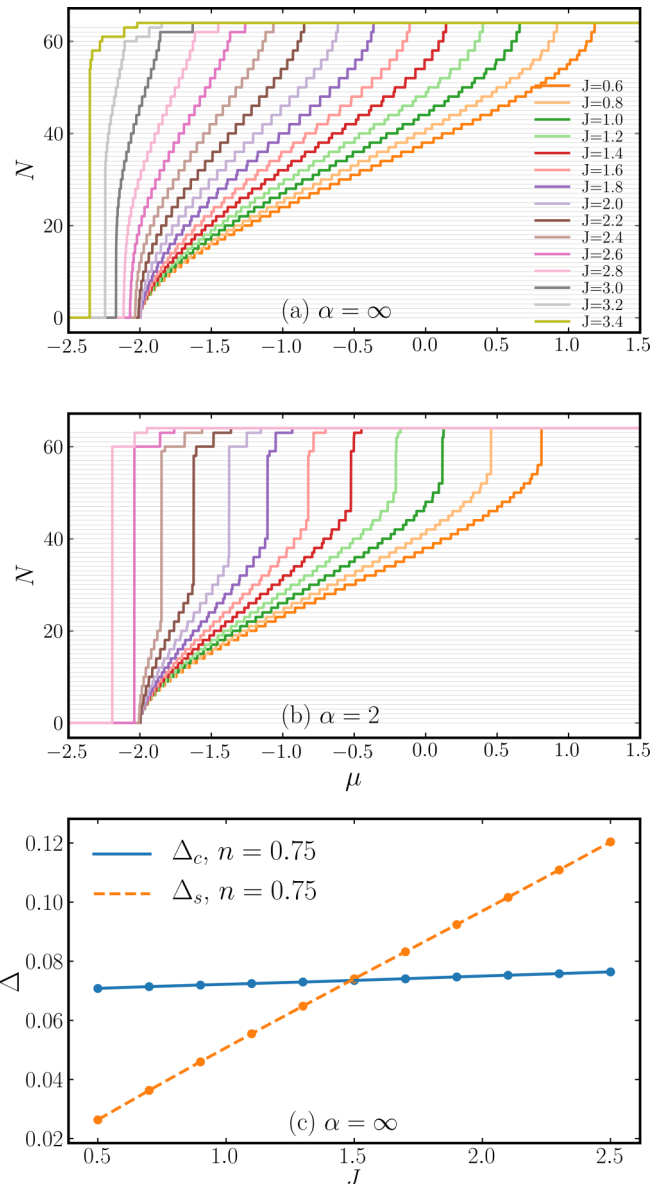 60
40
20
0
N
J=0.6
J=0.8
J=1.0
J=1.2
J=1.4
J=1.6
J=1.8
J=2.0
J=2.2
J=2.4
J=2.6
J=2.8
J=3.0
J=3.2
J=3.4
(a) α = ∞
−2.5 −2.0 −1.5 −1.0 −0.5 0.0 0.5 1.0 1.5
60
40
20
0
N
(b) α = 2
−2.5 −2.0 −1.5 −1.0 −0.5 0.0 0.5 1.0 1.5
μ
0.12
0.10
0.08
0.06
0.04
0.02
Δ
Δc, n = 0.75
Δs, n = 0.75
(c) α = ∞
0.5 1.0 1.5 2.0 2.5
J